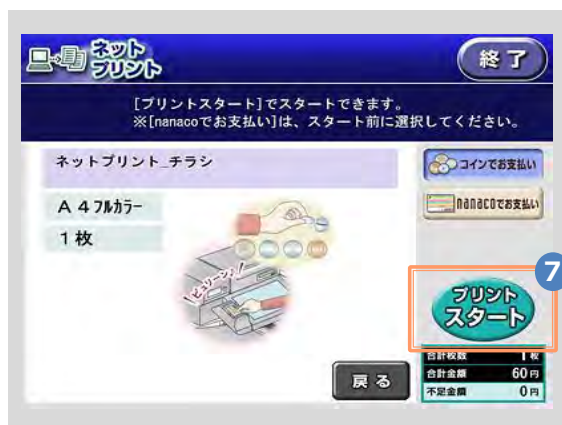 ネット
プリント
終了
[プリントスタート]でスタートできます。
※[nanacoでお支払い]は、スタート前に選択してください。
ネットプリント_チラシ
コインでお支払い
A4フルカラー
nanacoでお支払い
1枚
ピュリーン♪!
7
プリント
スタート
戻る
合計枚数 1枚
合計金額 60円
不足金額 0円